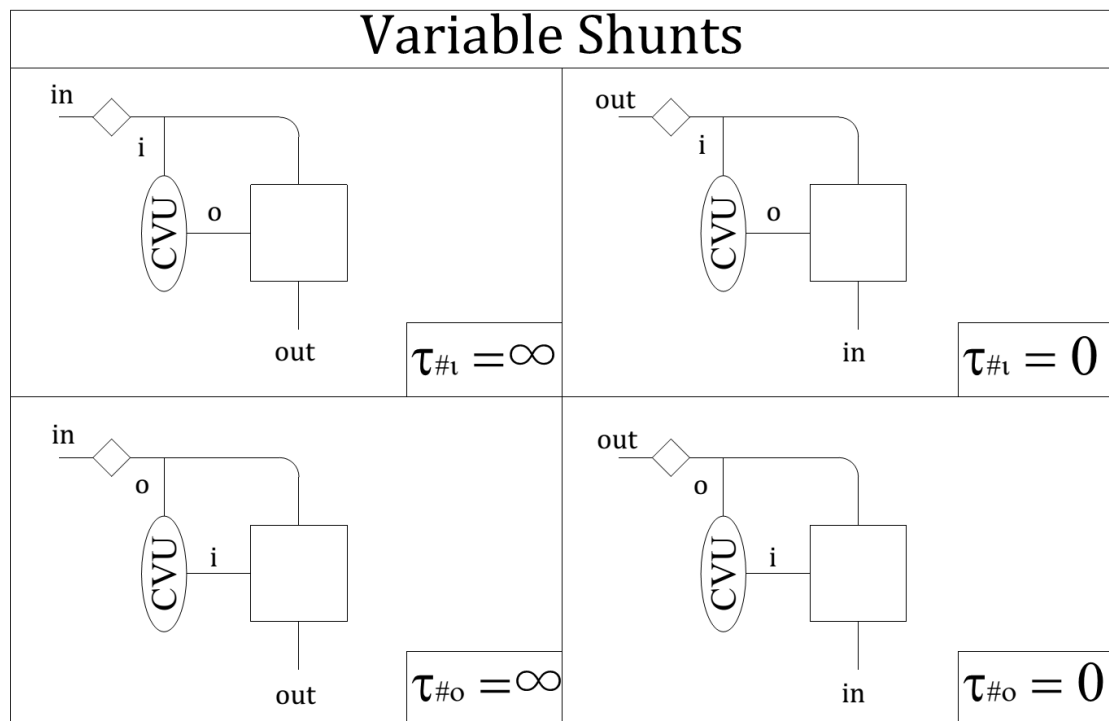 Variable Shunts
in
i
CVU
o
out
τ#ι = ∞
out
i
CVU
o
in
τ#ι = 0
in
o
CVU
i
out
τ#o = ∞
out
o
CVU
i
in
τ#o = 0